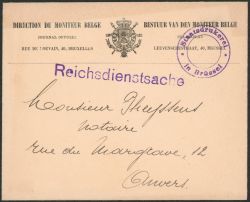 DIRECTION DU MONITEUR BELGE
JOURNAL OFFICIEL
RUE DE LOUVAIN, 40, BRUXELLES
BESTUUR VAN DEN MONITEUR BELGE
LEUVENSCHESTRAAT, 40, BRUSSEL
Staatsdrukerei
in Brüssel
Reichsdienstsache
Monsieur
notaire
rue du Margrave, 12
Anvers